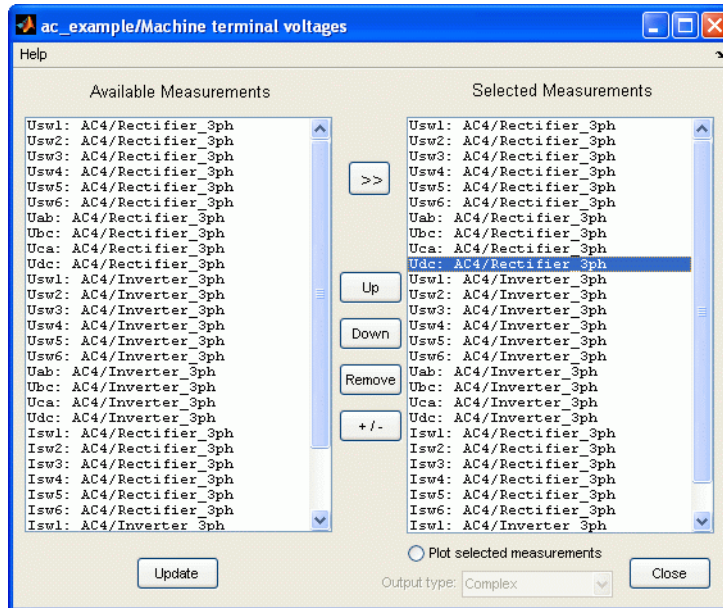 ac_example/Machine terminal voltages
Help
Available Measurements
Usw1: AC4/Rectifier_3ph
Usw2: AC4/Rectifier_3ph
Usw3: AC4/Rectifier_3ph
Usw4: AC4/Rectifier_3ph
Usw5: AC4/Rectifier_3ph
Usw6: AC4/Rectifier_3ph
Uab: AC4/Rectifier_3ph
Ubc: AC4/Rectifier_3ph
Uca: AC4/Rectifier_3ph
Udc: AC4/Rectifier_3ph
Usw1: AC4/Inverter_3ph
Usw2: AC4/Inverter_3ph
Usw3: AC4/Inverter_3ph
Usw4: AC4/Inverter_3ph
Usw5: AC4/Inverter_3ph
Usw6: AC4/Inverter_3ph
Uab: AC4/Inverter_3ph
Ubc: AC4/Inverter_3ph
Uca: AC4/Inverter_3ph
Udc: AC4/Inverter_3ph
Isw1: AC4/Rectifier_3ph
Isw2: AC4/Rectifier_3ph
Isw3: AC4/Rectifier_3ph
Isw4: AC4/Rectifier_3ph
Isw5: AC4/Rectifier_3ph
Isw6: AC4/Rectifier_3ph
Isw1: AC4/Inverter_3ph
Update
>>
Up
Down
Remove
+ / -
Selected Measurements
Usw1: AC4/Rectifier_3ph
Usw2: AC4/Rectifier_3ph
Usw3: AC4/Rectifier_3ph
Usw4: AC4/Rectifier_3ph
Usw5: AC4/Rectifier_3ph
Usw6: AC4/Rectifier_3ph
Uab: AC4/Rectifier_3ph
Ubc: AC4/Rectifier_3ph
Uca: AC4/Rectifier_3ph
Udc: AC4/Rectifier_3ph
Usw1: AC4/Inverter_3ph
Usw2: AC4/Inverter_3ph
Usw3: AC4/Inverter_3ph
Usw4: AC4/Inverter_3ph
Usw5: AC4/Inverter_3ph
Usw6: AC4/Inverter_3ph
Uab: AC4/Inverter_3ph
Ubc: AC4/Inverter_3ph
Uca: AC4/Inverter_3ph
Udc: AC4/Inverter_3ph
Isw1: AC4/Rectifier_3ph
Isw2: AC4/Rectifier_3ph
Isw3: AC4/Rectifier_3ph
Isw4: AC4/Rectifier_3ph
Isw5: AC4/Rectifier_3ph
Isw6: AC4/Rectifier_3ph
Isw1: AC4/Inverter_3ph
Plot selected measurements
Output type: Complex
Close